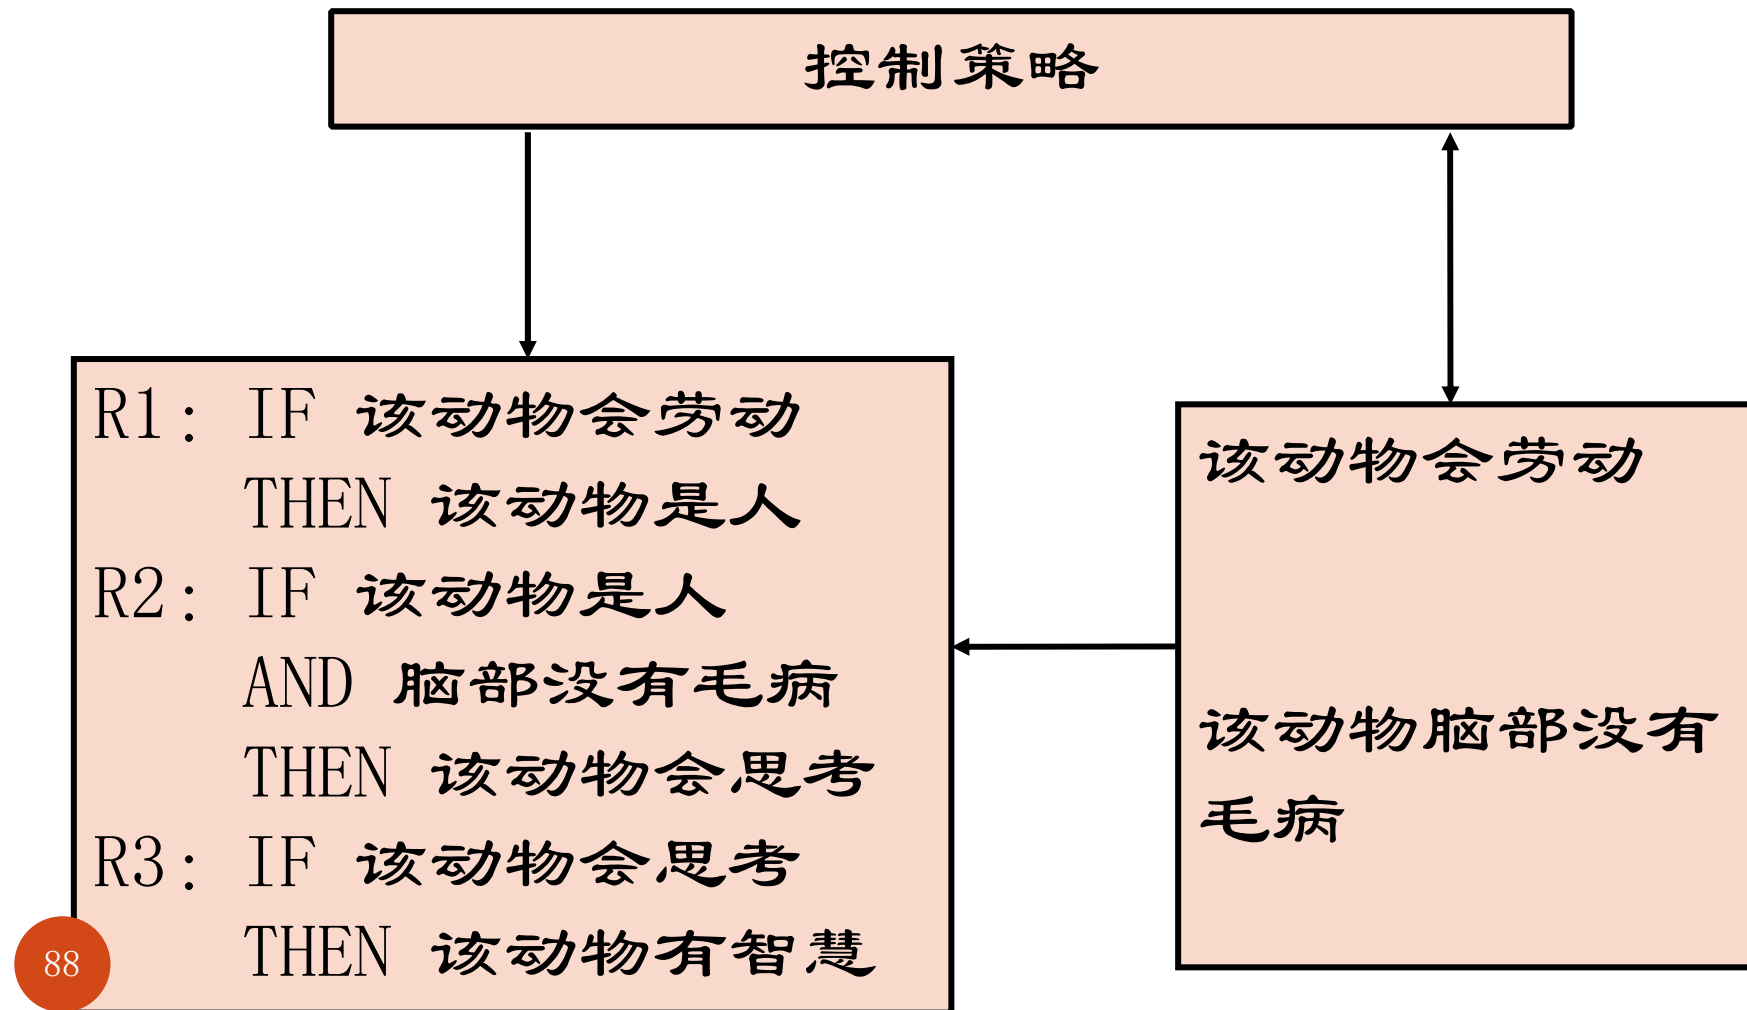 控制策略
R1: IF 该动物会劳动
THEN 该动物是人
R2: IF 该动物是人
AND 脑部没有毛病
THEN 该动物会思考
R3: IF 该动物会思考
THEN 该动物有智慧
该动物会劳动
该动物脑部没有
毛病
88